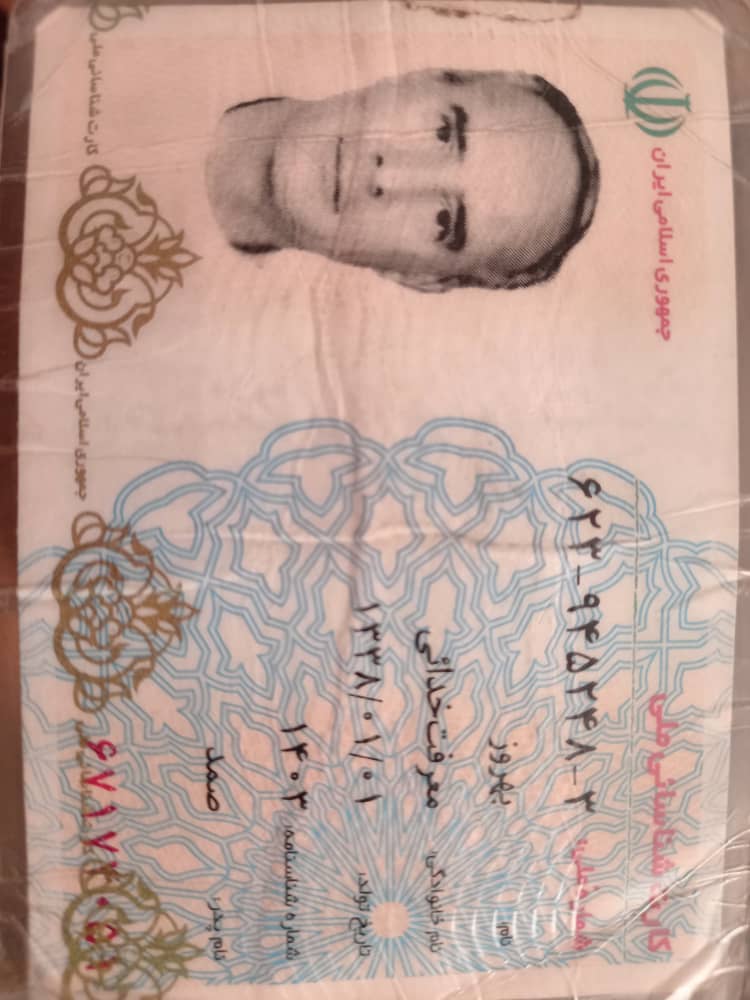 کارت شناسائی ملی
جمهوری اسلامی ایران
شماره ملی: ۶۲۳-۹۴۵۲۴۸-۳
نام: بهروز
نام خانوادگی: معرفت‌خدائی
تاریخ تولد: ۱۳۳۸/۰۱/۰۱
شماره شناسنامه: ۱۴۰۳
نام پدر: صمد
جمهوری اسلامی ایران
کارت شناسائی ملی